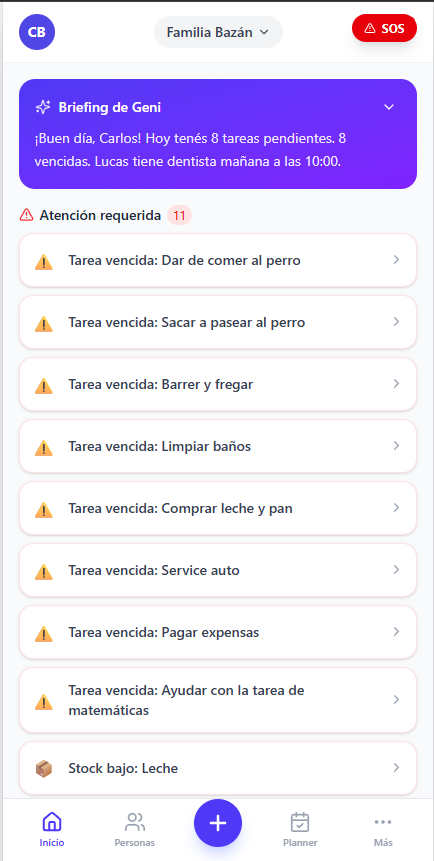 CB
Familia Bazán
SOS
Briefing de Geni
¡Buen día, Carlos! Hoy tenés 8 tareas pendientes. 8
vencidas. Lucas tiene dentista mañana a las 10:00.
Atención requerida 11
Tarea vencida: Dar de comer al perro
Tarea vencida: Sacar a pasear al perro
Tarea vencida: Barrer y fregar
Tarea vencida: Limpiar baños
Tarea vencida: Comprar leche y pan
Tarea vencida: Service auto
Tarea vencida: Pagar expensas
Tarea vencida: Ayudar con la tarea de
matemáticas
Stock bajo: Leche
Inicio
Personas
Planner
Más